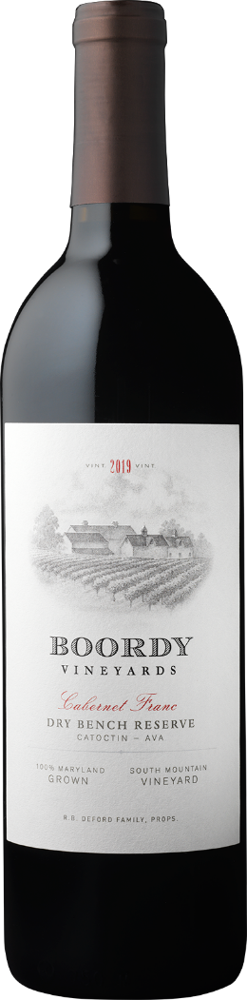 VINT. 2019 VINT.
BOORDY
VINEYARDS
Cabernet Franc
DRY BENCH RESERVE
CATOCTIN – AVA
100% MARYLAND SOUTH MOUNTAIN
GROWN VINEYARD
R.B. DEFORD FAMILY, PROPS.